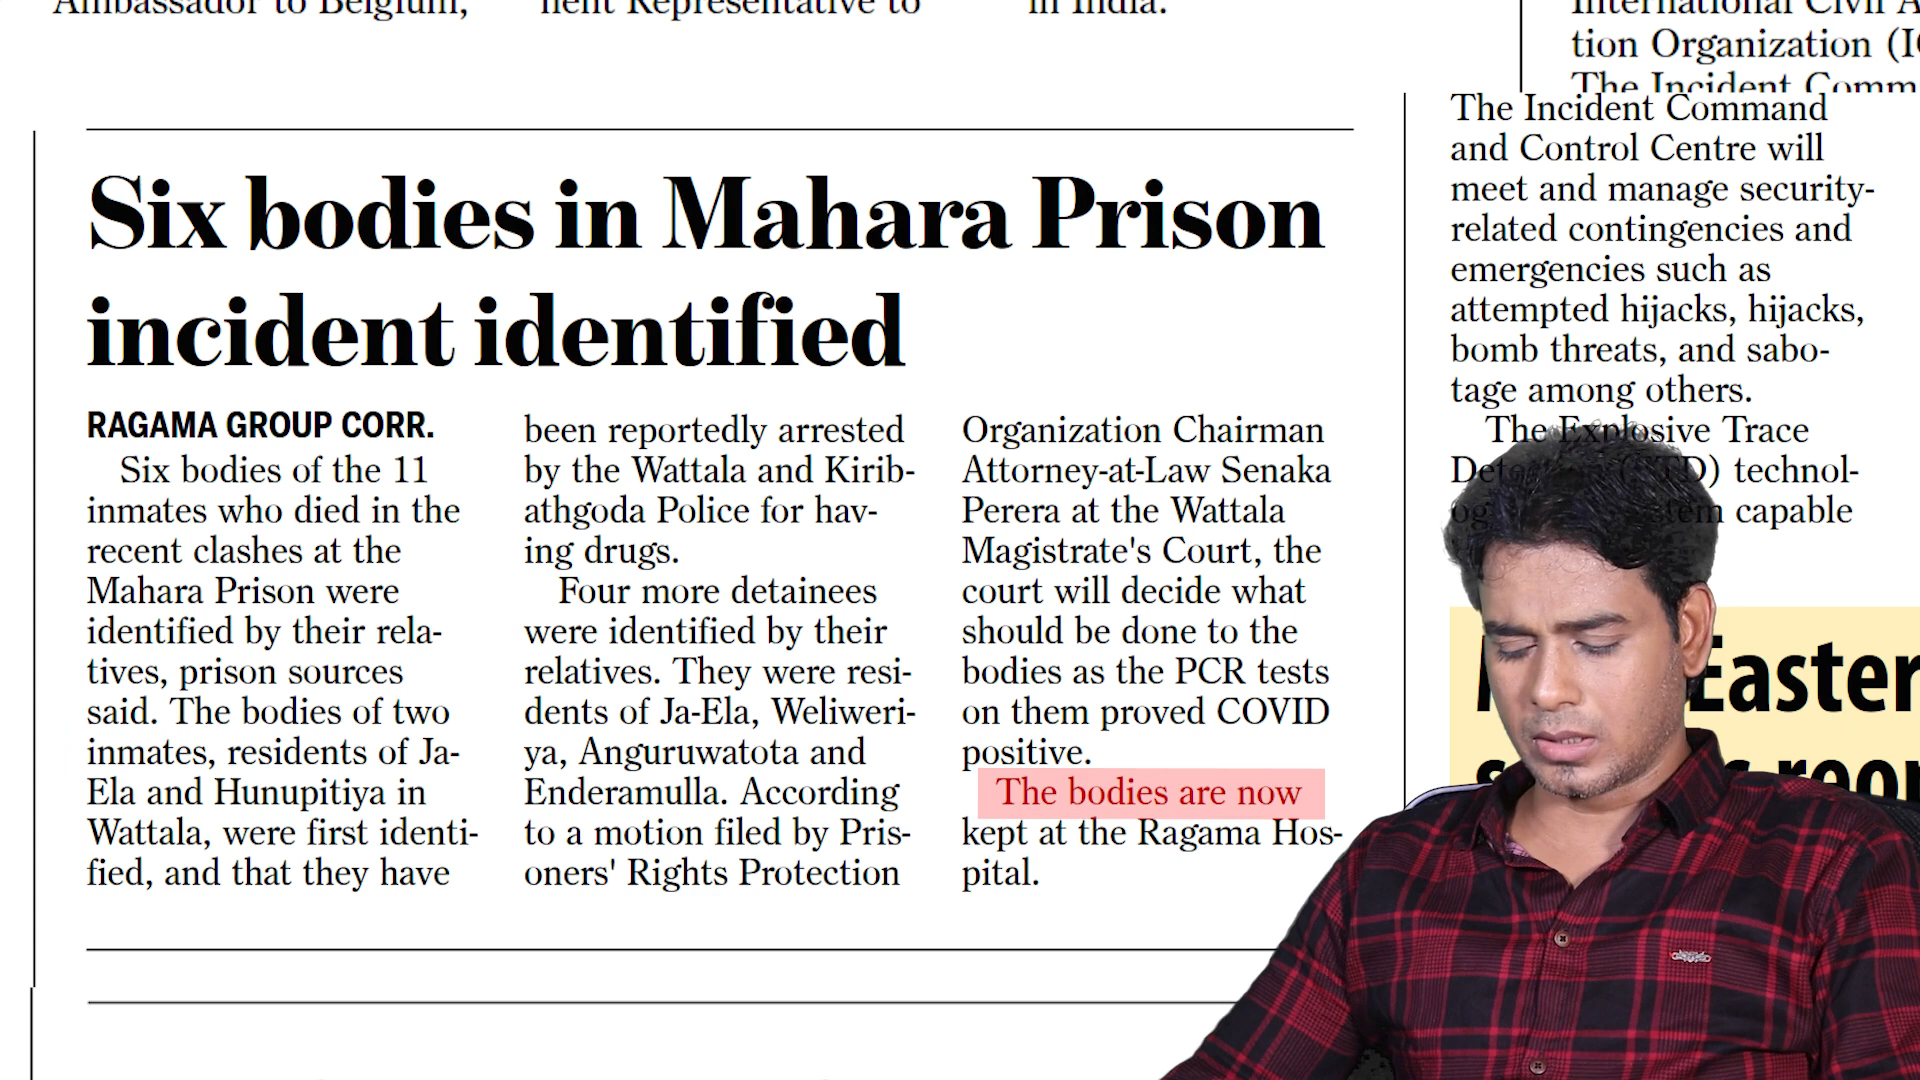 Ambassador to Belgium,
nent Representative to
in India.
International Civil A
tion Organization (I
The Incident Comm
Six bodies in Mahara Prison
incident identified
RAGAMA GROUP CORR.
Six bodies of the 11
inmates who died in the
recent clashes at the
Mahara Prison were
identified by their rela-
tives, prison sources
said. The bodies of two
inmates, residents of Ja-
Ela and Hunupitiya in
Wattala, were first identi-
fied, and that they have
been reportedly arrested
by the Wattala and Kirib-
athgoda Police for hav-
ing drugs.
Four more detainees
were identified by their
relatives. They were resi-
dents of Ja-Ela, Weliweri-
ya, Anguruwatota and
Enderamulla. According
to a motion filed by Pris-
oners' Rights Protection
Organization Chairman
Attorney-at-Law Senaka
Perera at the Wattala
Magistrate's Court, the
court will decide what
should be done to the
bodies as the PCR tests
on them proved COVID
positive.
The bodies are now
kept at the Ragama Hos-
pital.
The Incident Command
and Control Centre will
meet and manage security-
related contingencies and
emergencies such as
attempted hijacks, hijacks,
bomb threats, and sabo-
tage among others.
The Explosive Trace
technol-
capable
Easter